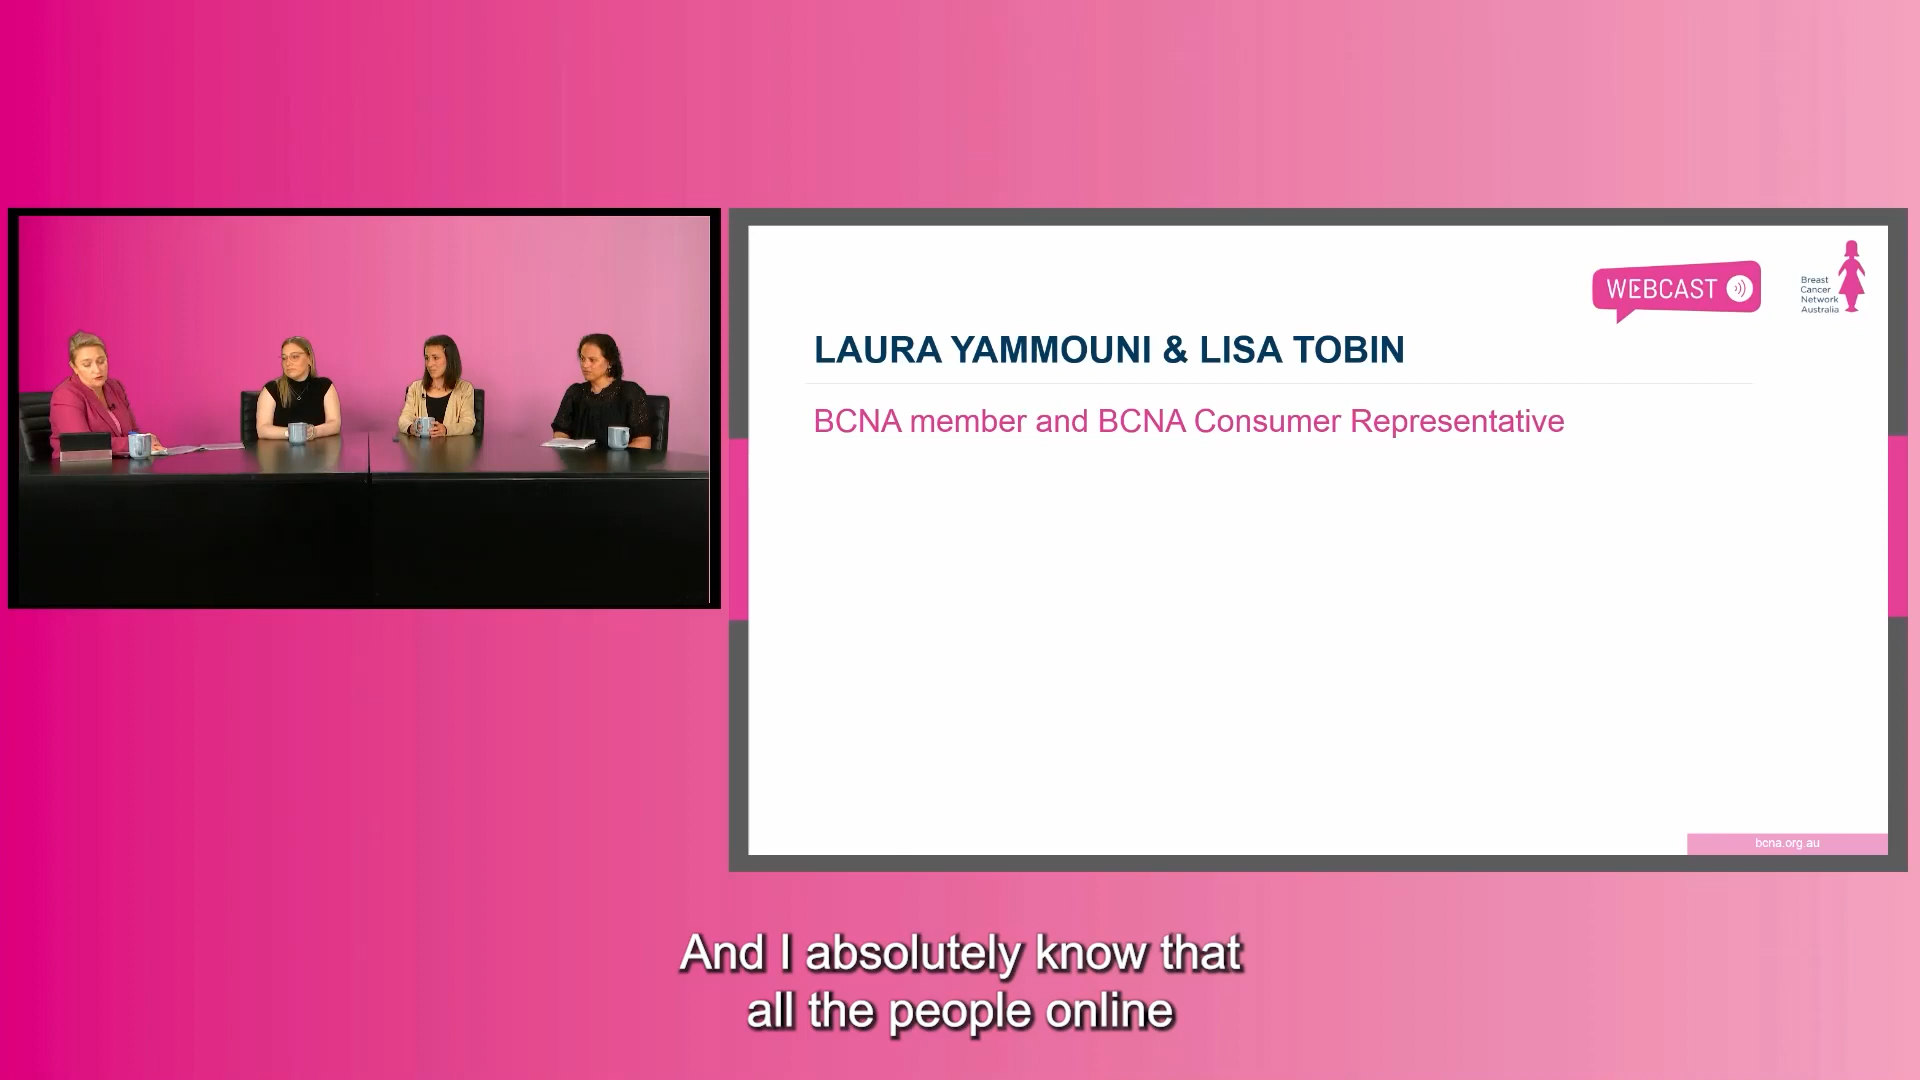 WEBCAST
Breast
Cancer
Network
Australia
LAURA YAMMOUNI & LISA TOBIN
BCNA member and BCNA Consumer Representative
bcna.org.au
And I absolutely know that
all the people online